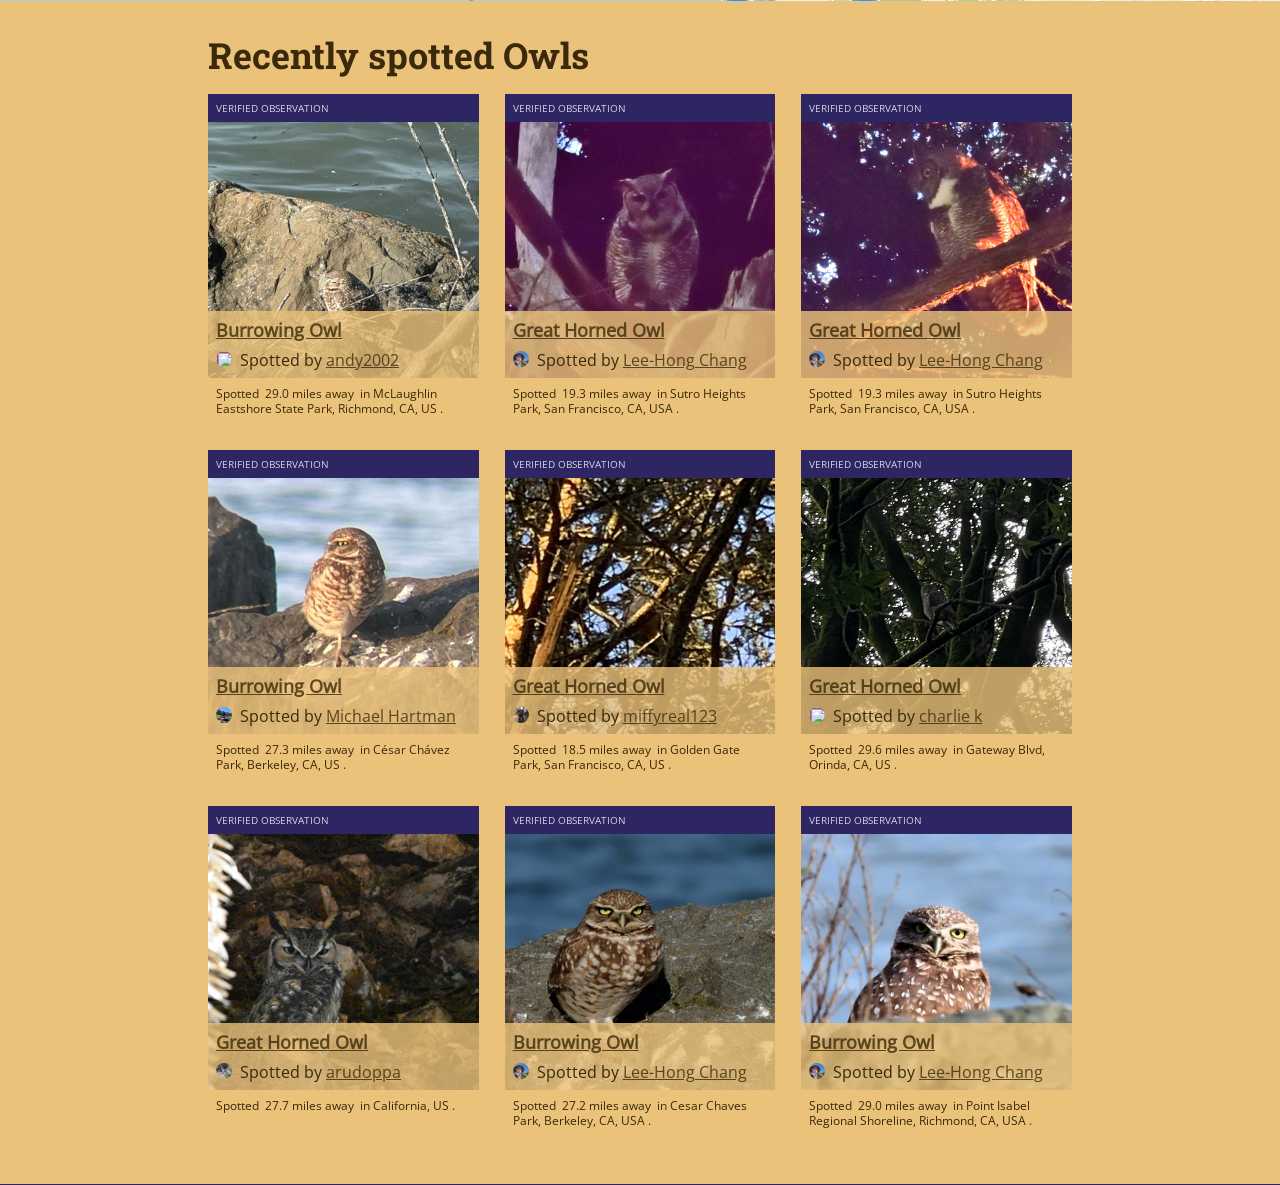 Recently spotted Owls
VERIFIED OBSERVATION
Burrowing Owl
Spotted by andy2002
Spotted 29.0 miles away in McLaughlin
Eastshore State Park, Richmond, CA, US .
VERIFIED OBSERVATION
Great Horned Owl
Spotted by Lee-Hong Chang
Spotted 19.3 miles away in Sutro Heights
Park, San Francisco, CA, USA .
VERIFIED OBSERVATION
Great Horned Owl
Spotted by Lee-Hong Chang
Spotted 19.3 miles away in Sutro Heights
Park, San Francisco, CA, USA .
VERIFIED OBSERVATION
Burrowing Owl
Spotted by Michael Hartman
Spotted 27.3 miles away in César Chávez
Park, Berkeley, CA, US .
VERIFIED OBSERVATION
Great Horned Owl
Spotted by miffyreal123
Spotted 18.5 miles away in Golden Gate
Park, San Francisco, CA, US .
VERIFIED OBSERVATION
Great Horned Owl
Spotted by charlie k
Spotted 29.6 miles away in Gateway Blvd,
Orinda, CA, US .
VERIFIED OBSERVATION
Great Horned Owl
Spotted by arudoppa
Spotted 27.7 miles away in California, US .
VERIFIED OBSERVATION
Burrowing Owl
Spotted by Lee-Hong Chang
Spotted 27.2 miles away in Cesar Chaves
Park, Berkeley, CA, USA .
VERIFIED OBSERVATION
Burrowing Owl
Spotted by Lee-Hong Chang
Spotted 29.0 miles away in Point Isabel
Regional Shoreline, Richmond, CA, USA .